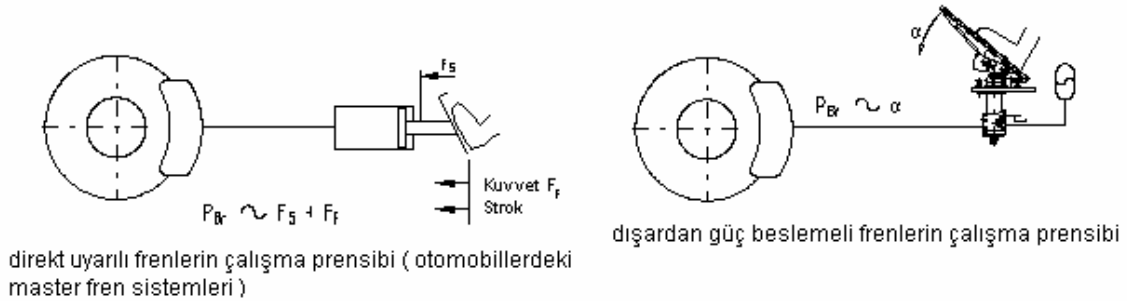 F5
Kuvvet FF
Strok
PBr ~ F5 + FF
direkt uyarılı frenlerin çalışma prensibi ( otomobillerdeki
master fren sistemleri )
α
PBr ~ α
dışardan güç beslemeli frenlerin çalışma prensibi